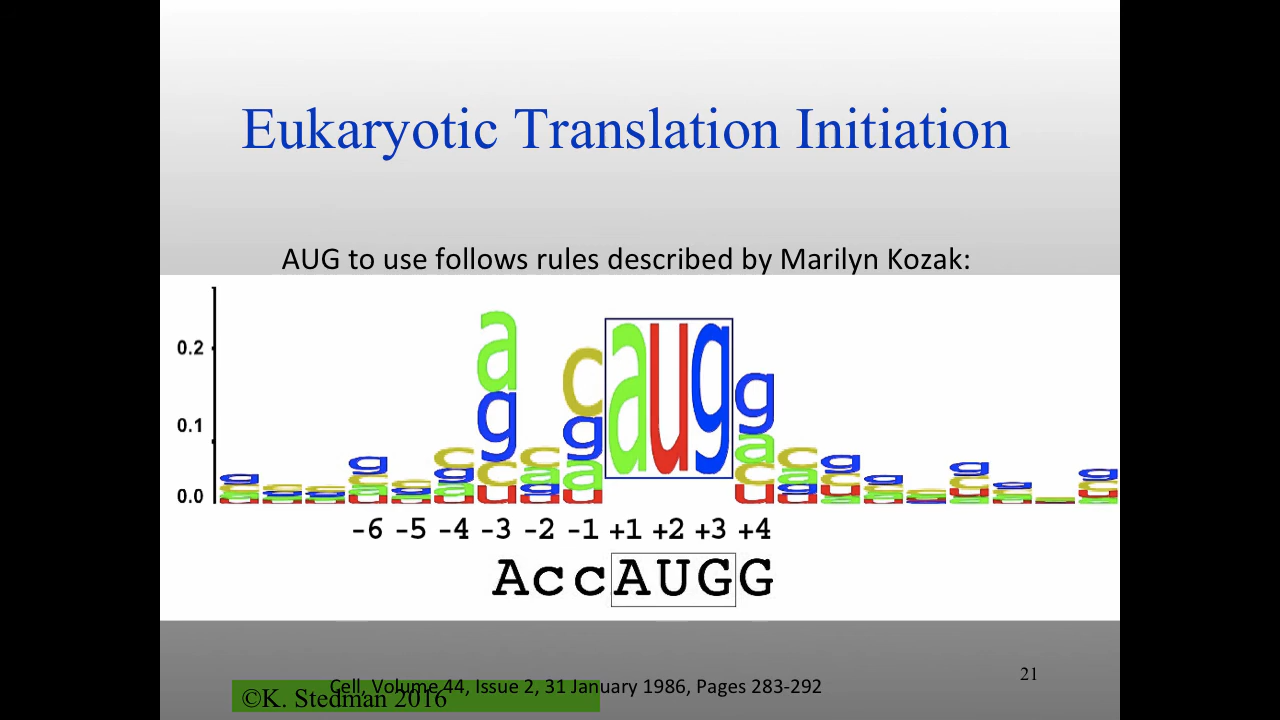 Eukaryotic Translation Initiation
AUG to use follows rules described by Marilyn Kozak:
0.2
0.1
0.0
a
g c aug g
-6 -5 -4 -3 -2 -1 +1 +2 +3 +4
AccAUGG
21
Cell, Volume 44, Issue 2, 31 January 1986, Pages 283-292
©K. Stedman 2016